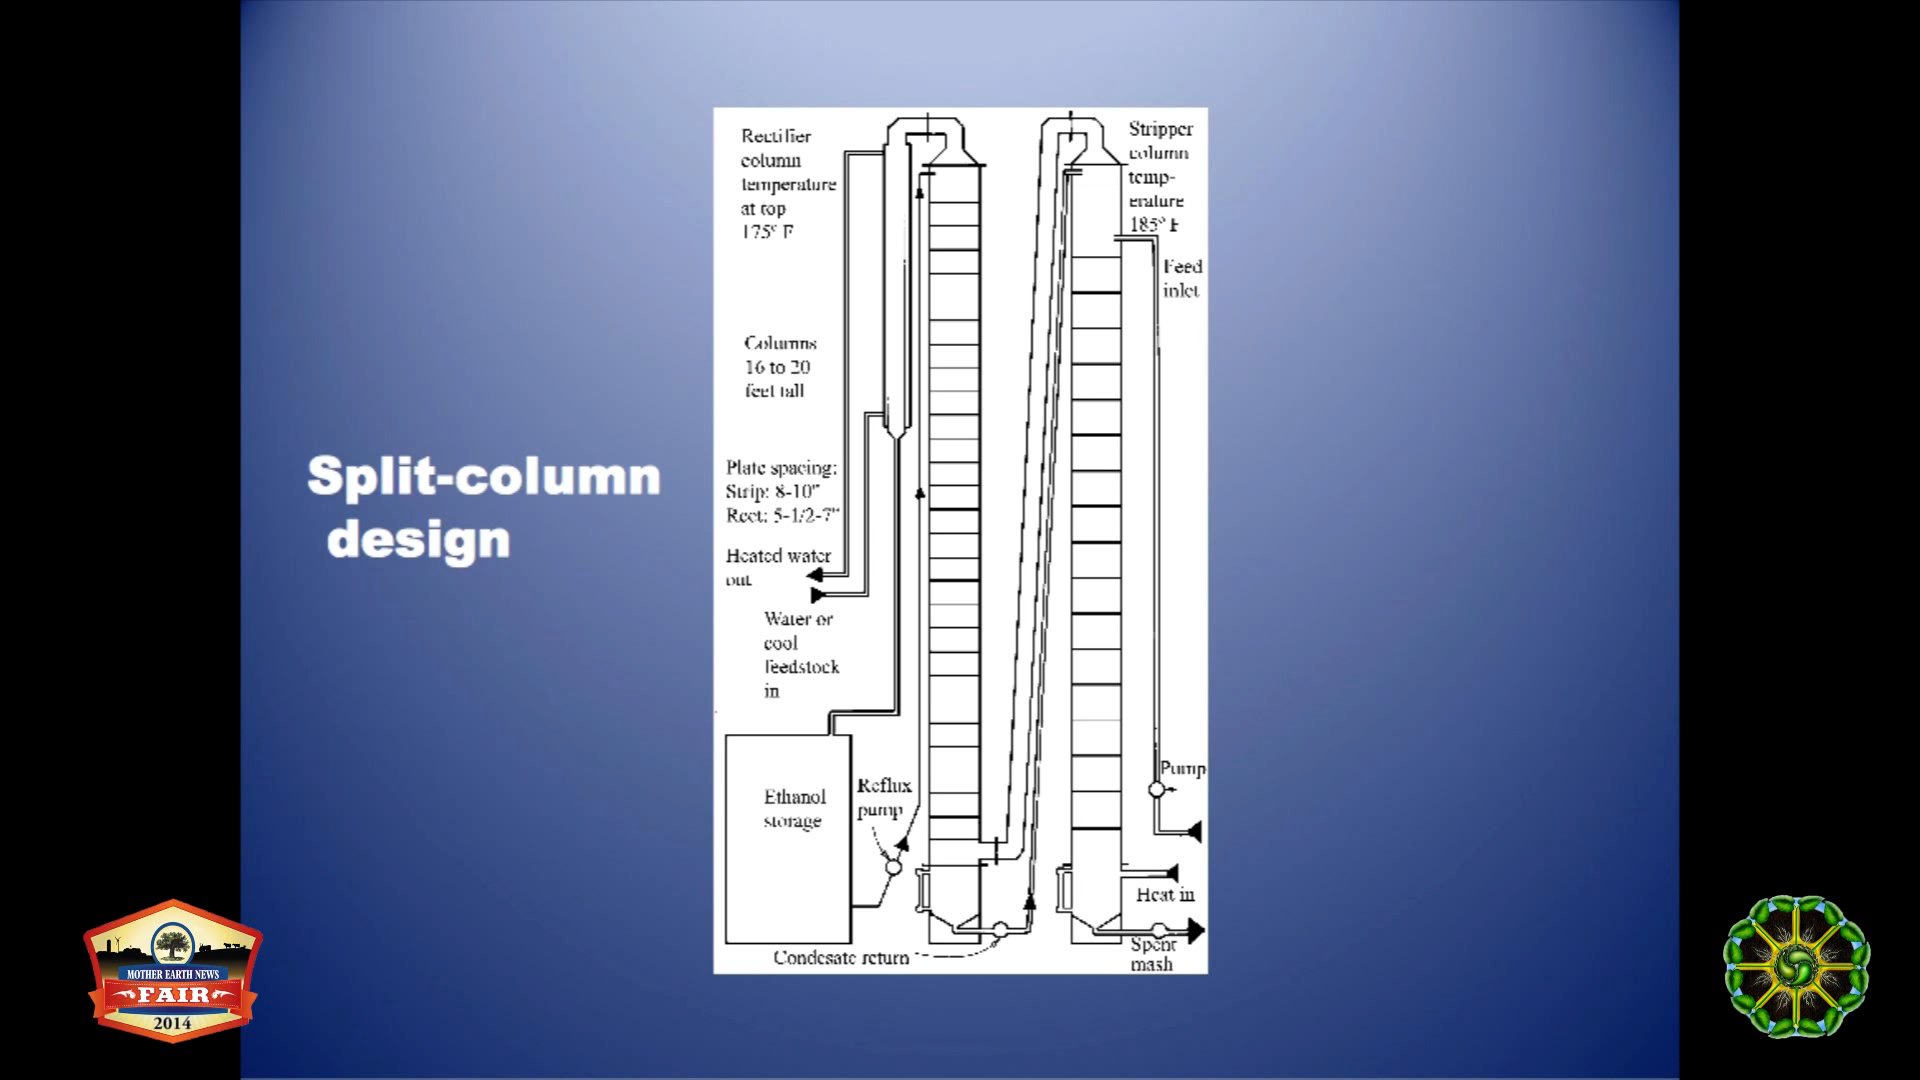 Split-column
design
Rectifier
column
temperature
at top
175° F
Columns
16 to 20
feet tall
Plate spacing:
Strip: 8-10"
Rect: 5-1/2-7"
Heated water
out
Water or
cool
feedstock
in
Ethanol
storage
Reflux
pump
Condesate return
Stripper
column
temp-
erature
185° F
Feed
inlet
Pump
Heat in
Spent
mash
MOTHER EARTH NEWS
FAIR
2014